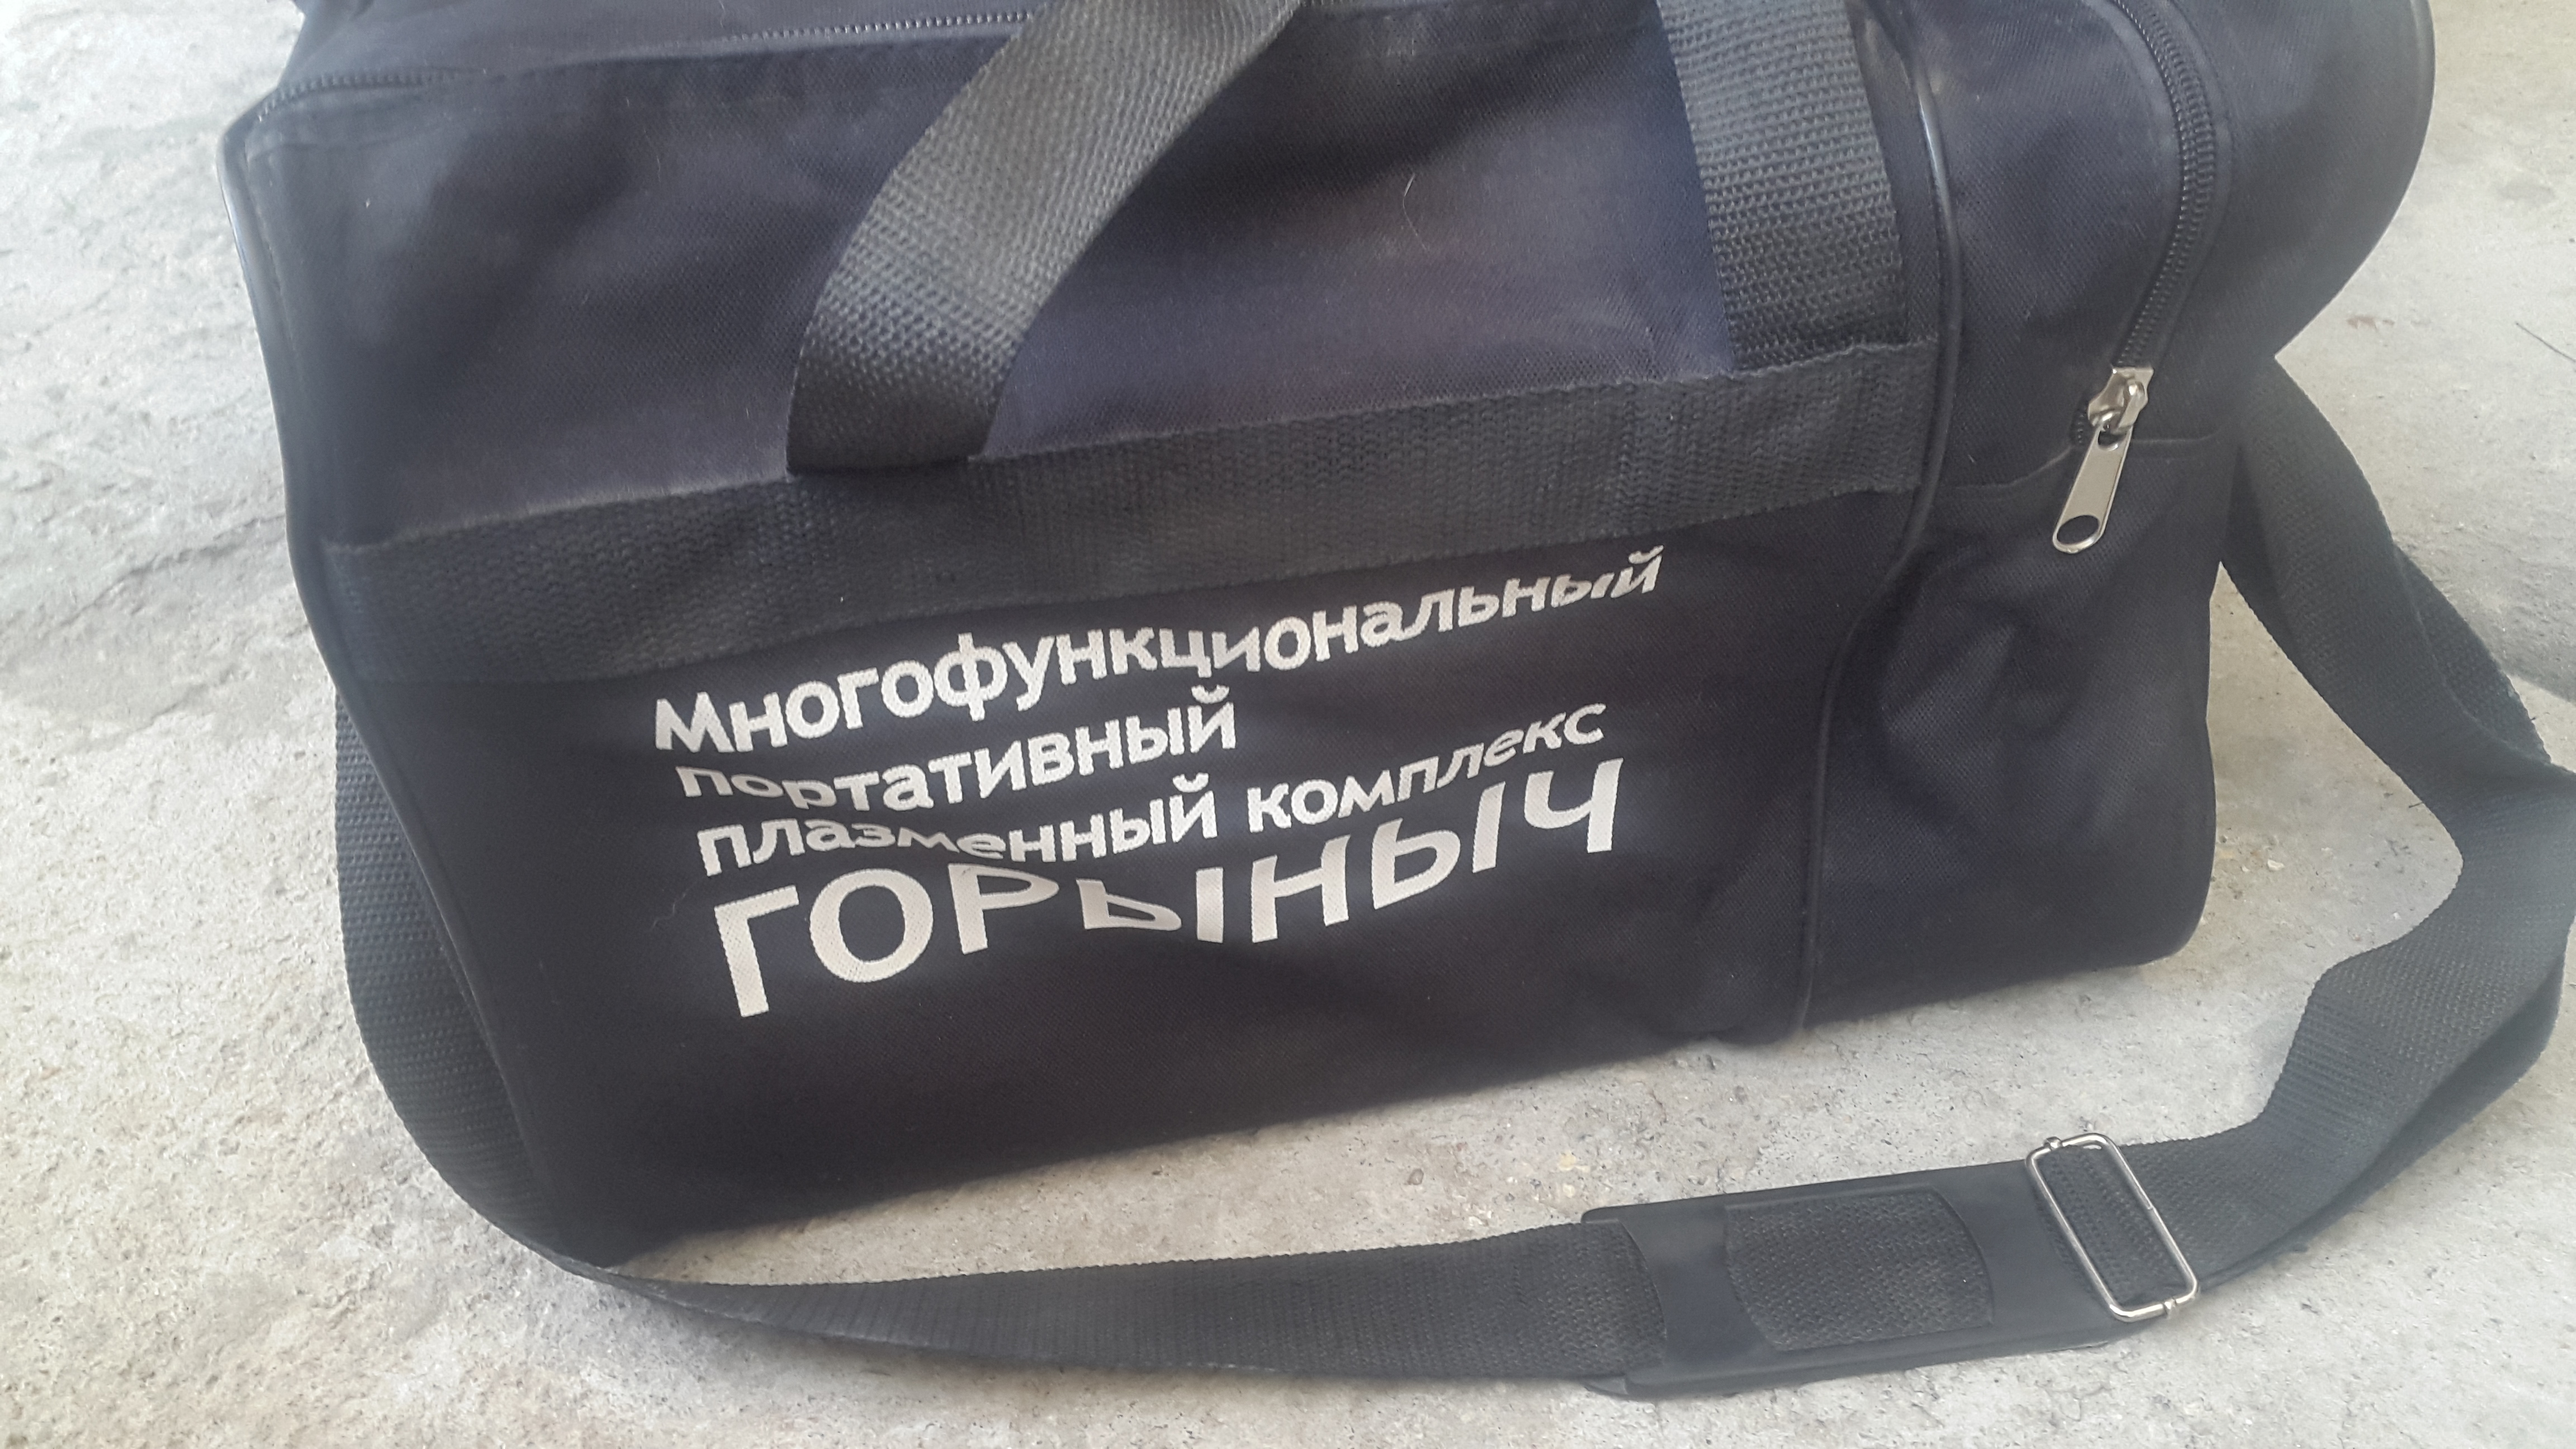 Многофункциональный
портативный
плазменный комплекс
ГОРЫНЫЧ